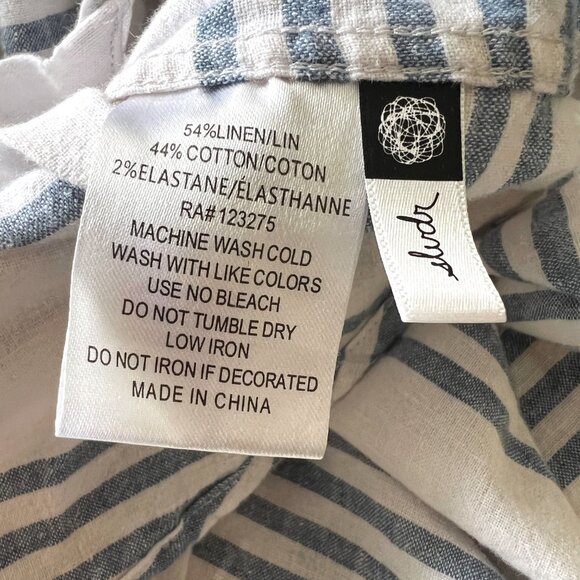 54%LINEN/LIN
44% COTTON/COTON
2%ELASTANE/ÉLASTHANNE
RA#123275
MACHINE WASH COLD
WASH WITH LIKE COLORS
USE NO BLEACH
DO NOT TUMBLE DRY
LOW IRON
DO NOT IRON IF DECORATED
MADE IN CHINA
slvdr